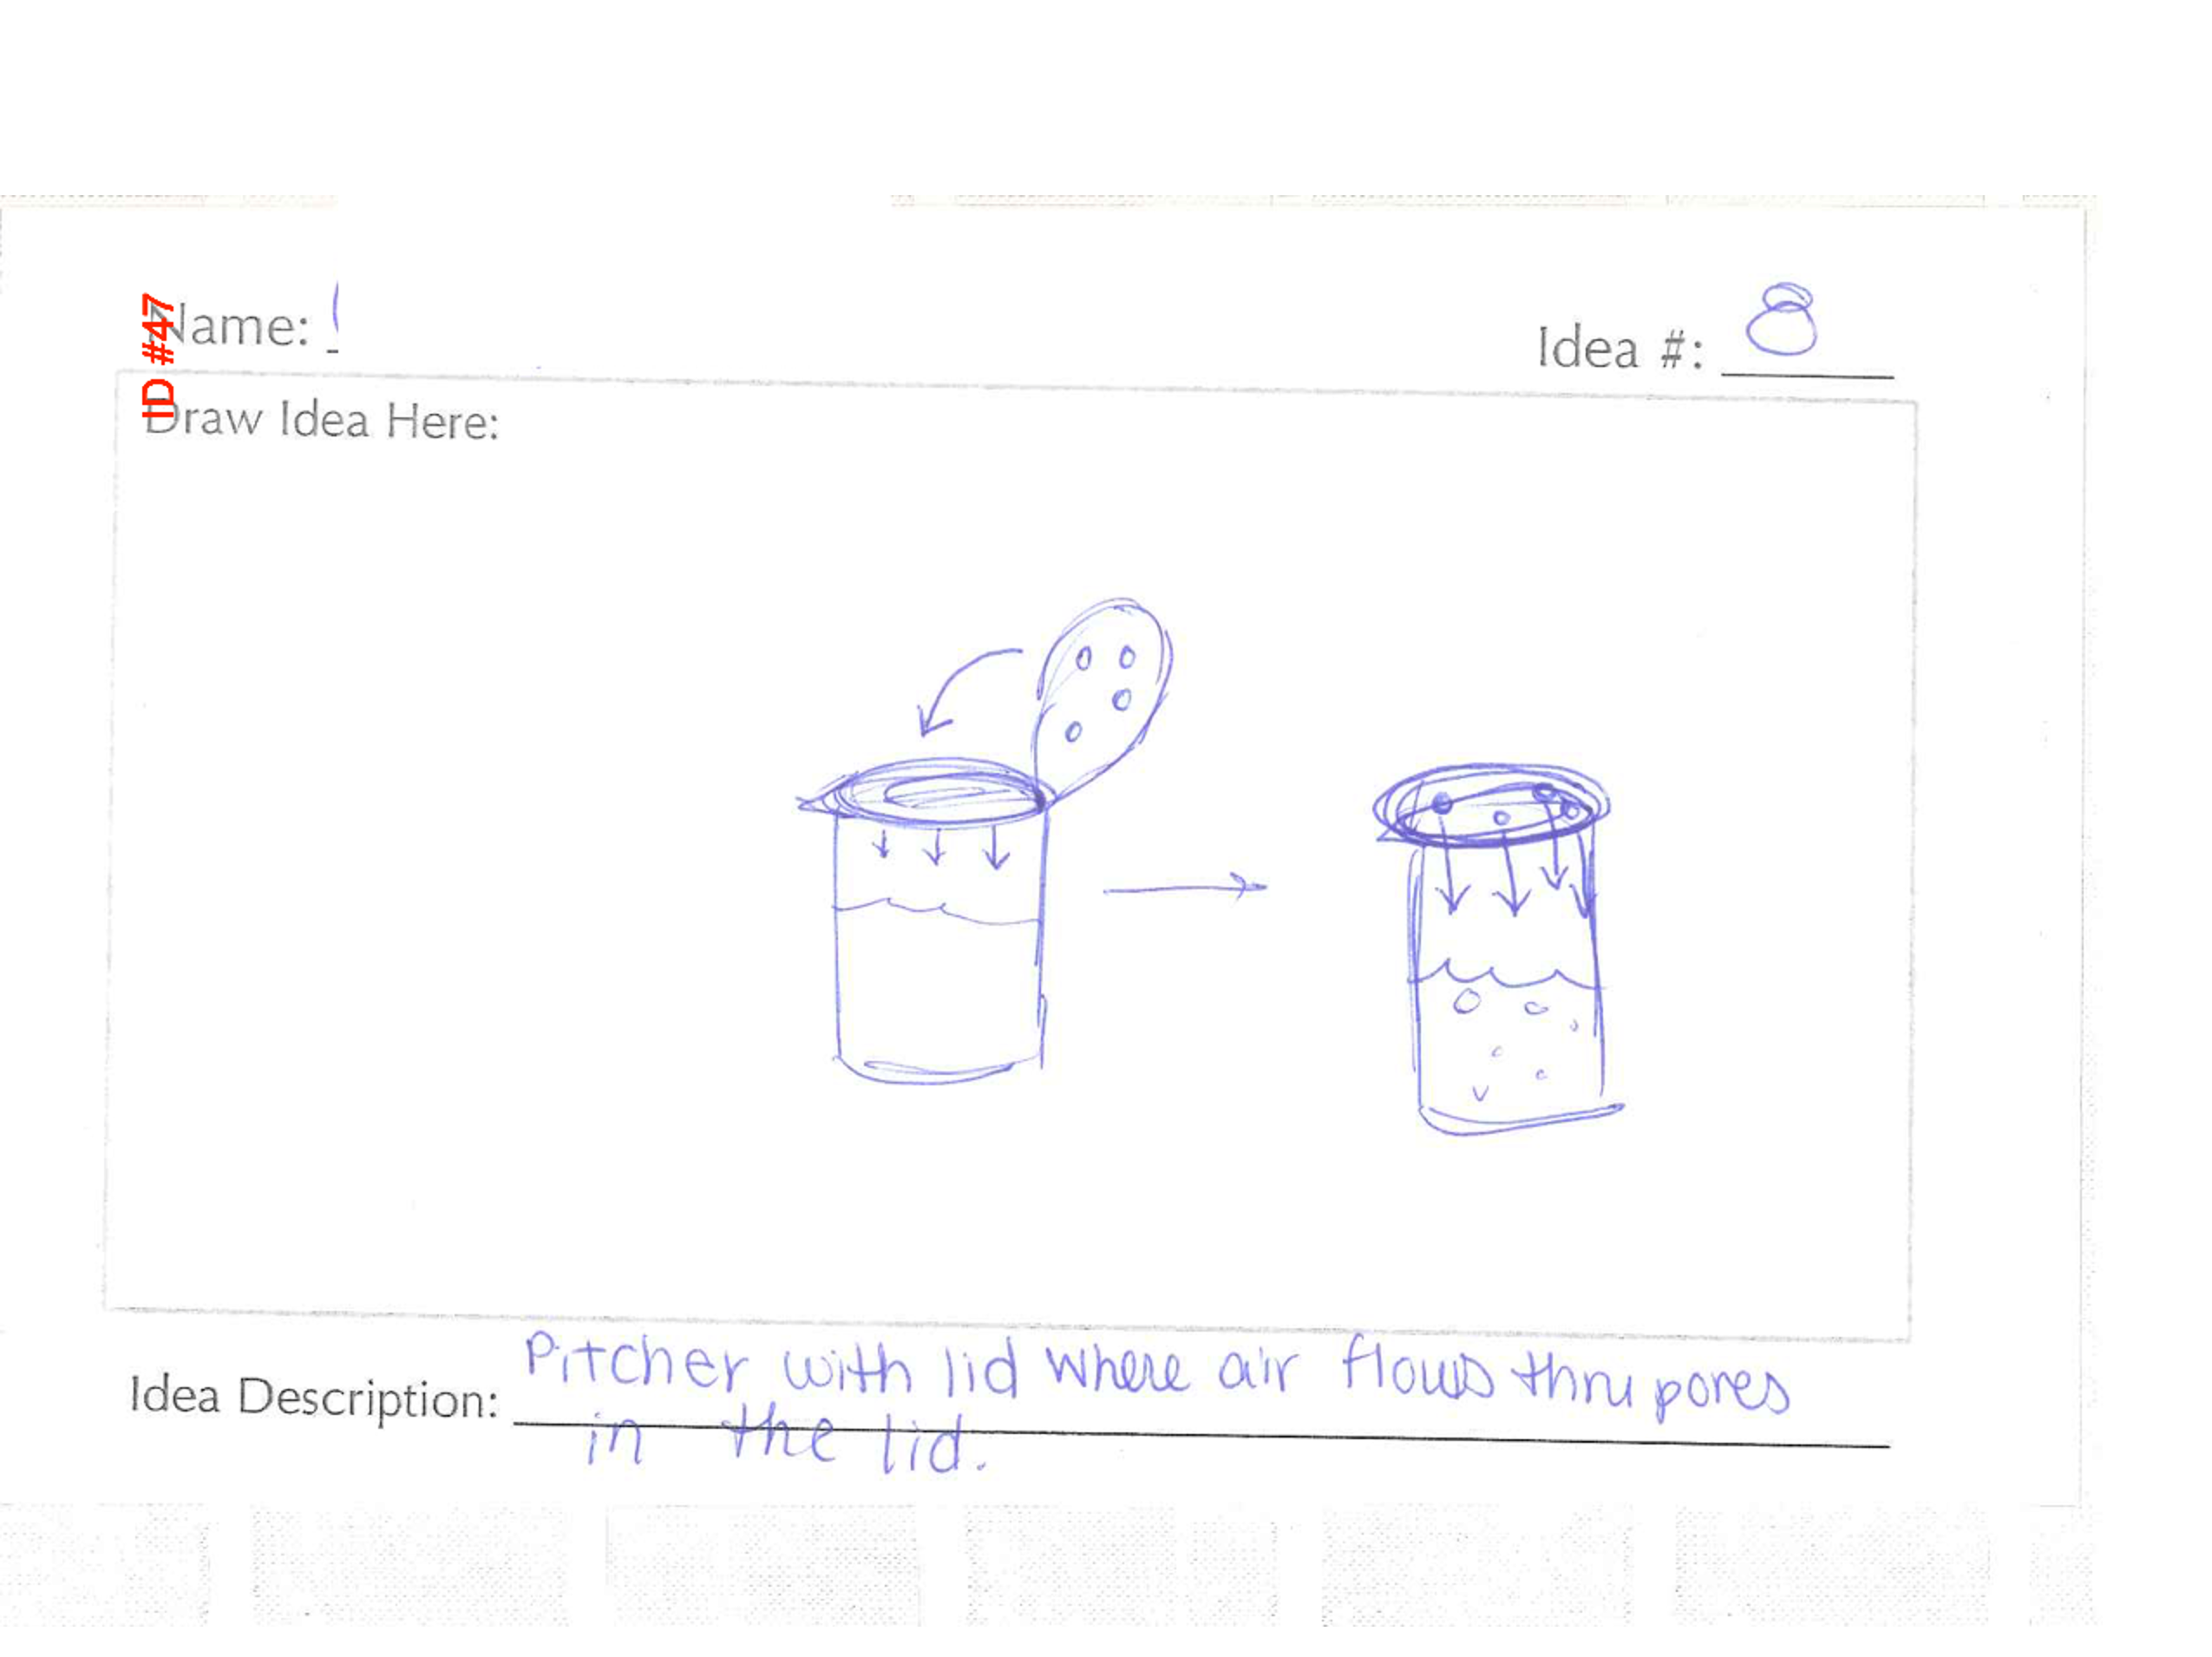 ID #47
Name:
Idea #: 8
Draw Idea Here:
Idea Description: Pitcher with lid where air flows thru pores
in the lid.